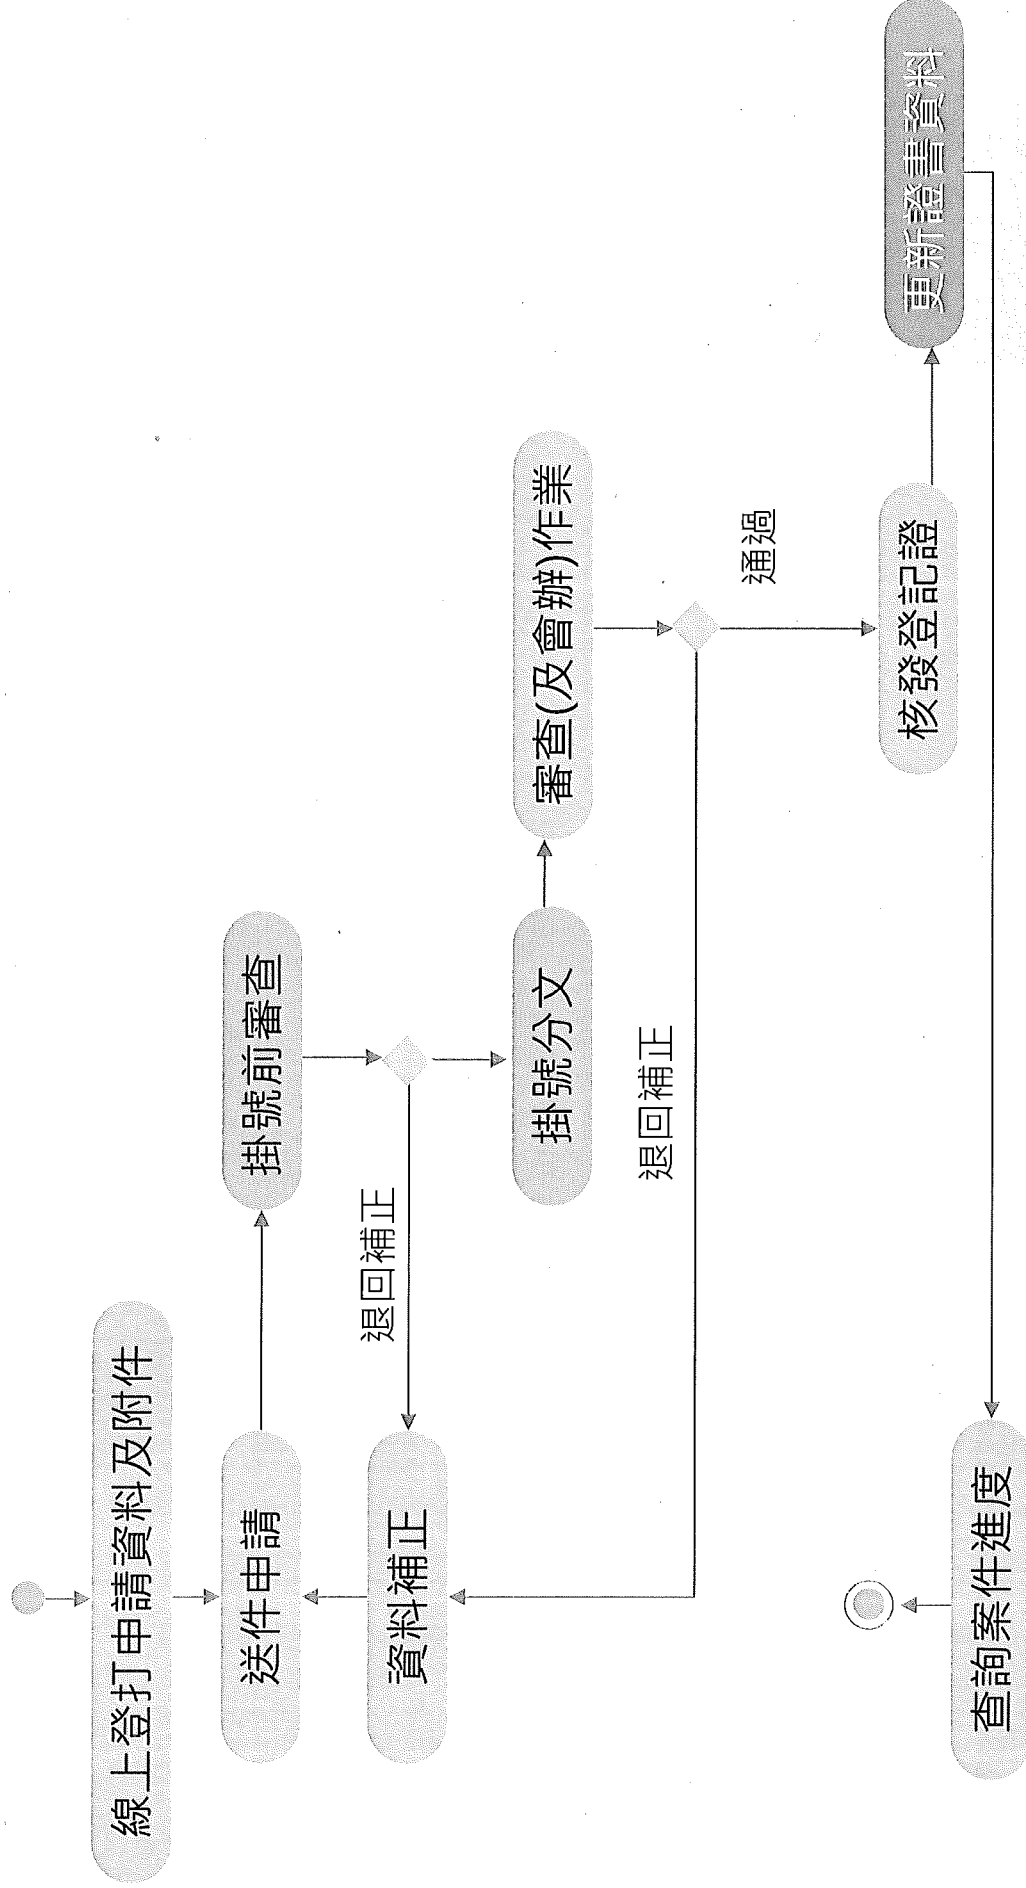 線上登打申請資料及附件
送件申請
掛號前審查
退回補正
資料補正
掛號分文
審查(及會辦)作業
退回補正
通過
核發登記證
更新證書資料
查詢案件進度